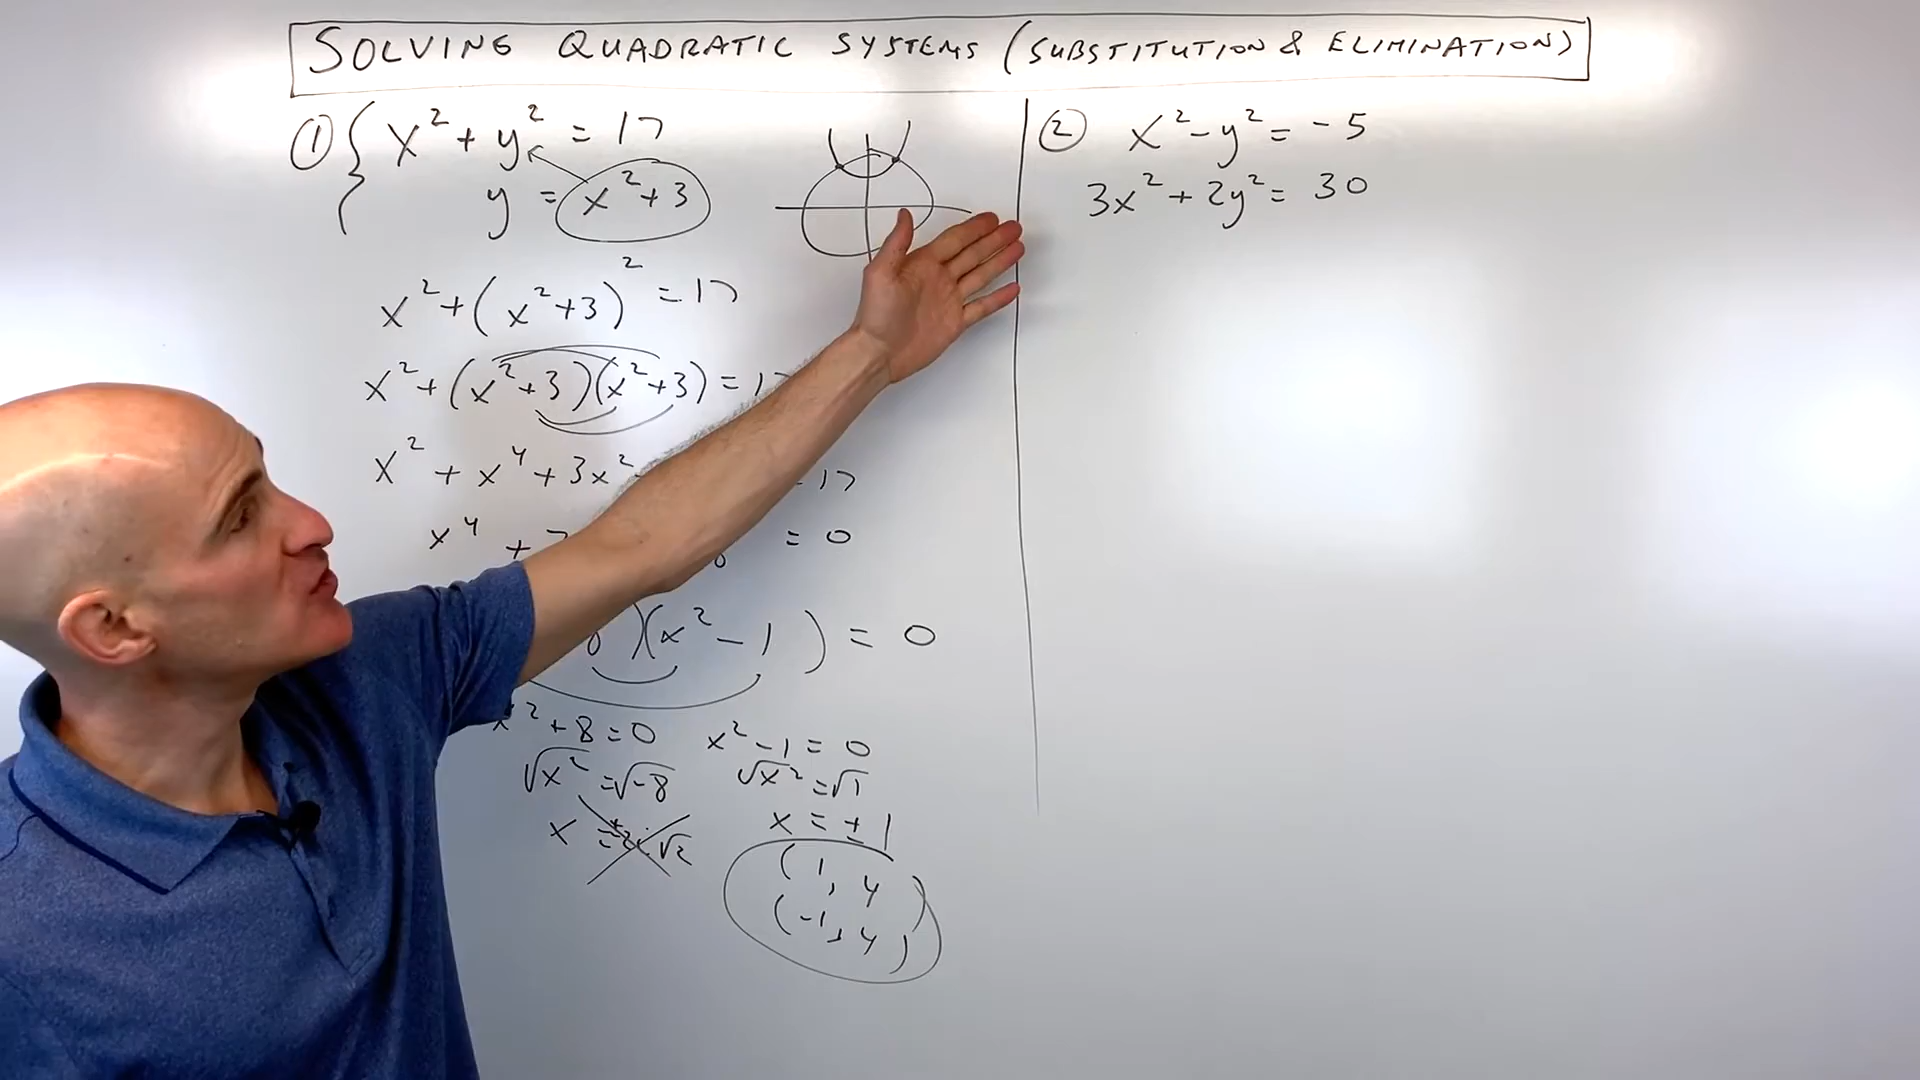 SOLVING QUADRATIC SYSTEMS (SUBSTITUTION & ELIMINATION)
① { x² + y² = 17
y = x² + 3
x² + (x² + 3)² = 17
x² + (x² + 3)(x² + 3) = 17
x² + x⁴ + 3x² 17
x⁴ + 7 = 0
)(x² - 1) = 0
x² + 8 = 0 x² - 1 = 0
√x² = √-8 √x² = √1
x = ± 2i√2 x = ± 1
(1, 4)
(-1, 4)
② x² - y² = -5
3x² + 2y² = 30